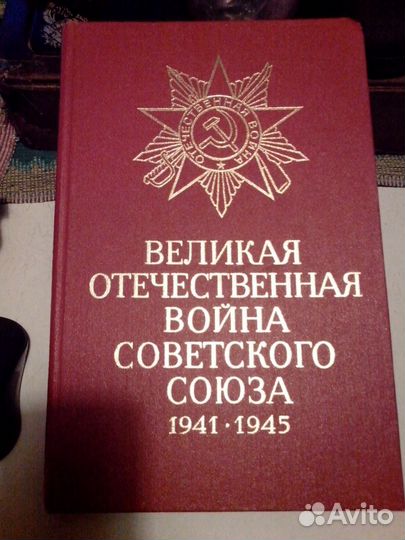 ОТЕЧЕСТВЕННАЯ ВОЙНА
ВЕЛИКАЯ
ОТЕЧЕСТВЕННАЯ
ВОЙНА
СОВЕТСКОГО
СОЮЗА
1941 · 1945
Avito